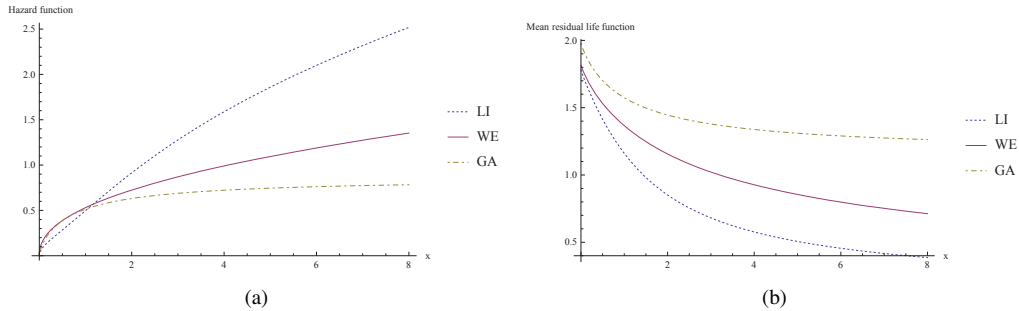 Hazard function
2.5
2.0
1.5
1.0
0.5
2
4
6
8
x
LI
WE
GA
(a)
Mean residual life function
2.0
1.5
1.0
0.5
2
4
6
8
x
LI
WE
GA
(b)